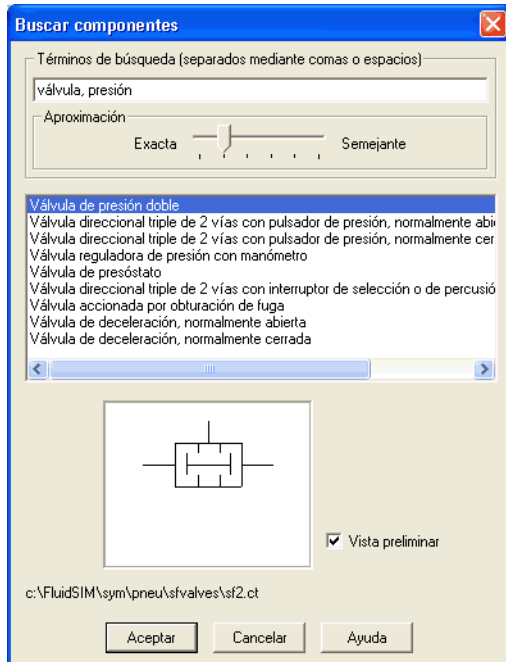 Buscar componentes
Términos de búsqueda (separados mediante comas o espacios)
válvula, presión
Aproximación
Exacta
Semejante
Válvula de presión doble
Válvula direccional triple de 2 vías con pulsador de presión, normalmente abi
Válvula direccional triple de 2 vías con pulsador de presión, normalmente cer
Válvula reguladora de presión con manómetro
Válvula de presóstato
Válvula direccional triple de 2 vías con interruptor de selección o de percusió
Válvula accionada por obturación de fuga
Válvula de deceleración, normalmente abierta
Válvula de deceleración, normalmente cerrada
Vista preliminar
c:\FluidSIM\sym\pneu\sfvalves\sf2.ct
Aceptar
Cancelar
Ayuda